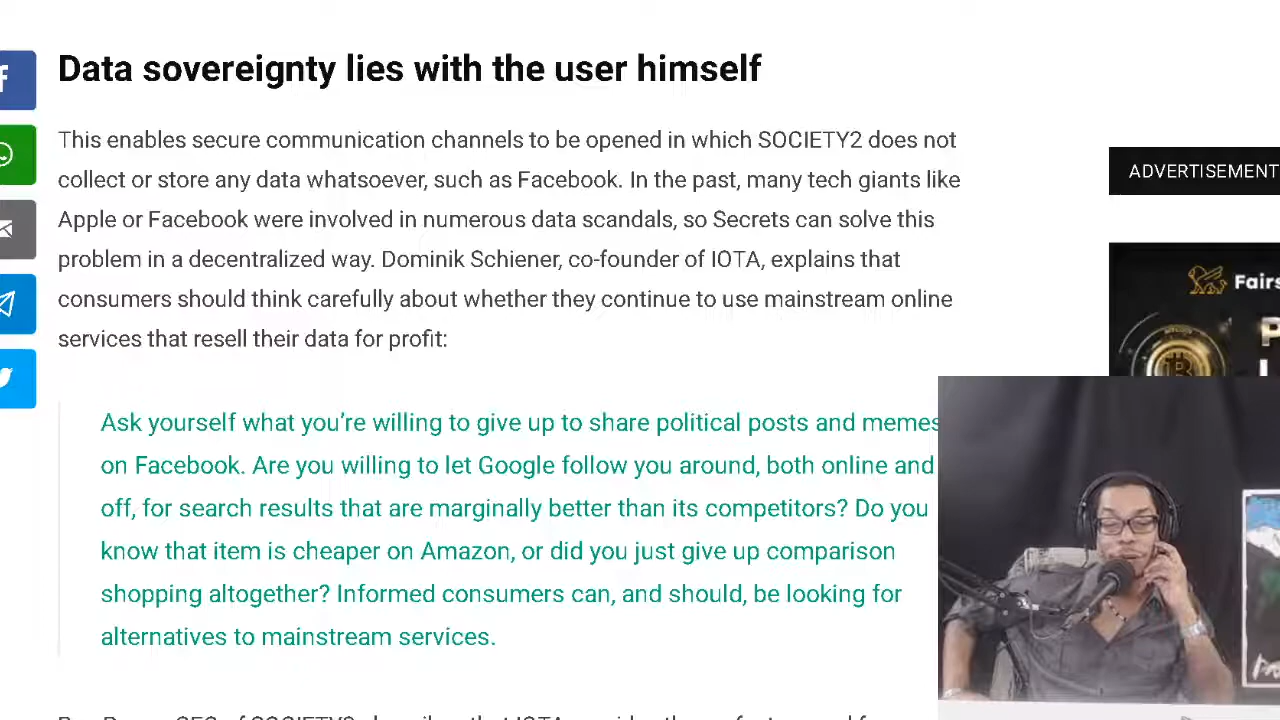 Data sovereignty lies with the user himself
This enables secure communication channels to be opened in which SOCIETY2 does not
collect or store any data whatsoever, such as Facebook. In the past, many tech giants like
Apple or Facebook were involved in numerous data scandals, so Secrets can solve this
problem in a decentralized way. Dominik Schiener, co-founder of IOTA, explains that
consumers should think carefully about whether they continue to use mainstream online
services that resell their data for profit:
ADVERTISEMENT
Fairs
Ask yourself what you’re willing to give up to share political posts and memes
on Facebook. Are you willing to let Google follow you around, both online and
off, for search results that are marginally better than its competitors? Do you
know that item is cheaper on Amazon, or did you just give up comparison
shopping altogether? Informed consumers can, and should, be looking for
alternatives to mainstream services.